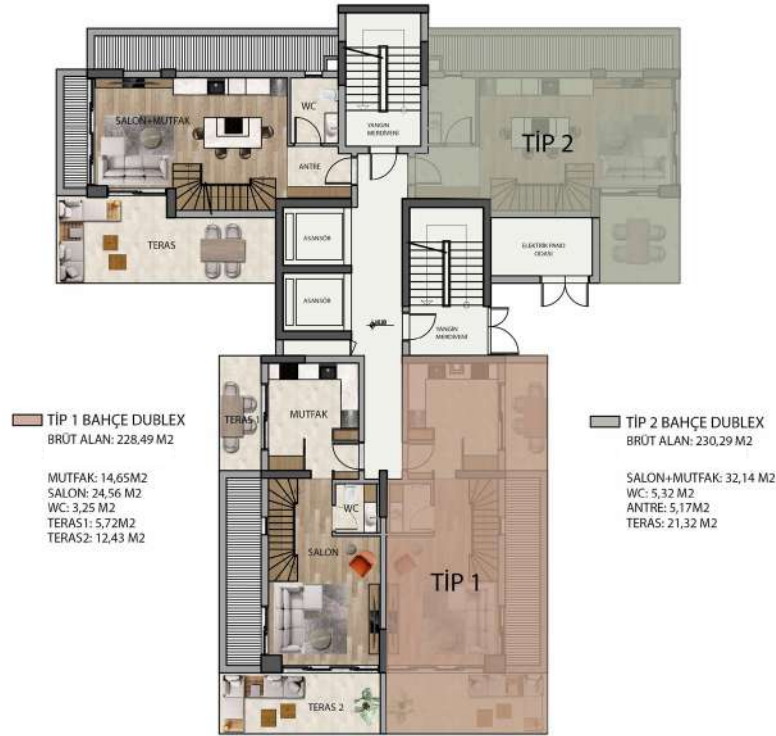 YANGIN
MERDİVENİ
WC
SALON+MUTFAK
ANTRE
TİP 2
TERAS
ASANSÖR
ELEKTRİK PANO
ODASI
ASANSÖR
YANGIN
MERDİVENİ
TERAS 1
MUTFAK
TİP 1 BAHÇE DUBLEX
BRÜT ALAN: 228,49 M2
MUTFAK: 14,65M2
SALON: 24,56 M2
WC: 3,25 M2
TERAS1: 5,72M2
TERAS2: 12,43 M2
TİP 2 BAHÇE DUBLEX
BRÜT ALAN: 230,29 M2
SALON+MUTFAK: 32,14 M2
WC: 5,32 M2
ANTRE: 5,17M2
TERAS: 21,32 M2
WC
SALON
TİP 1
TERAS 2